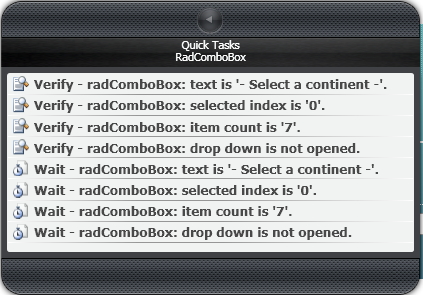 Quick Tasks
RadComboBox
Verify - radComboBox: text is '- Select a continent -'.
Verify - radComboBox: selected index is '0'.
Verify - radComboBox: item count is '7'.
Verify - radComboBox: drop down is not opened.
Wait - radComboBox: text is '- Select a continent -'.
Wait - radComboBox: selected index is '0'.
Wait - radComboBox: item count is '7'.
Wait - radComboBox: drop down is not opened.